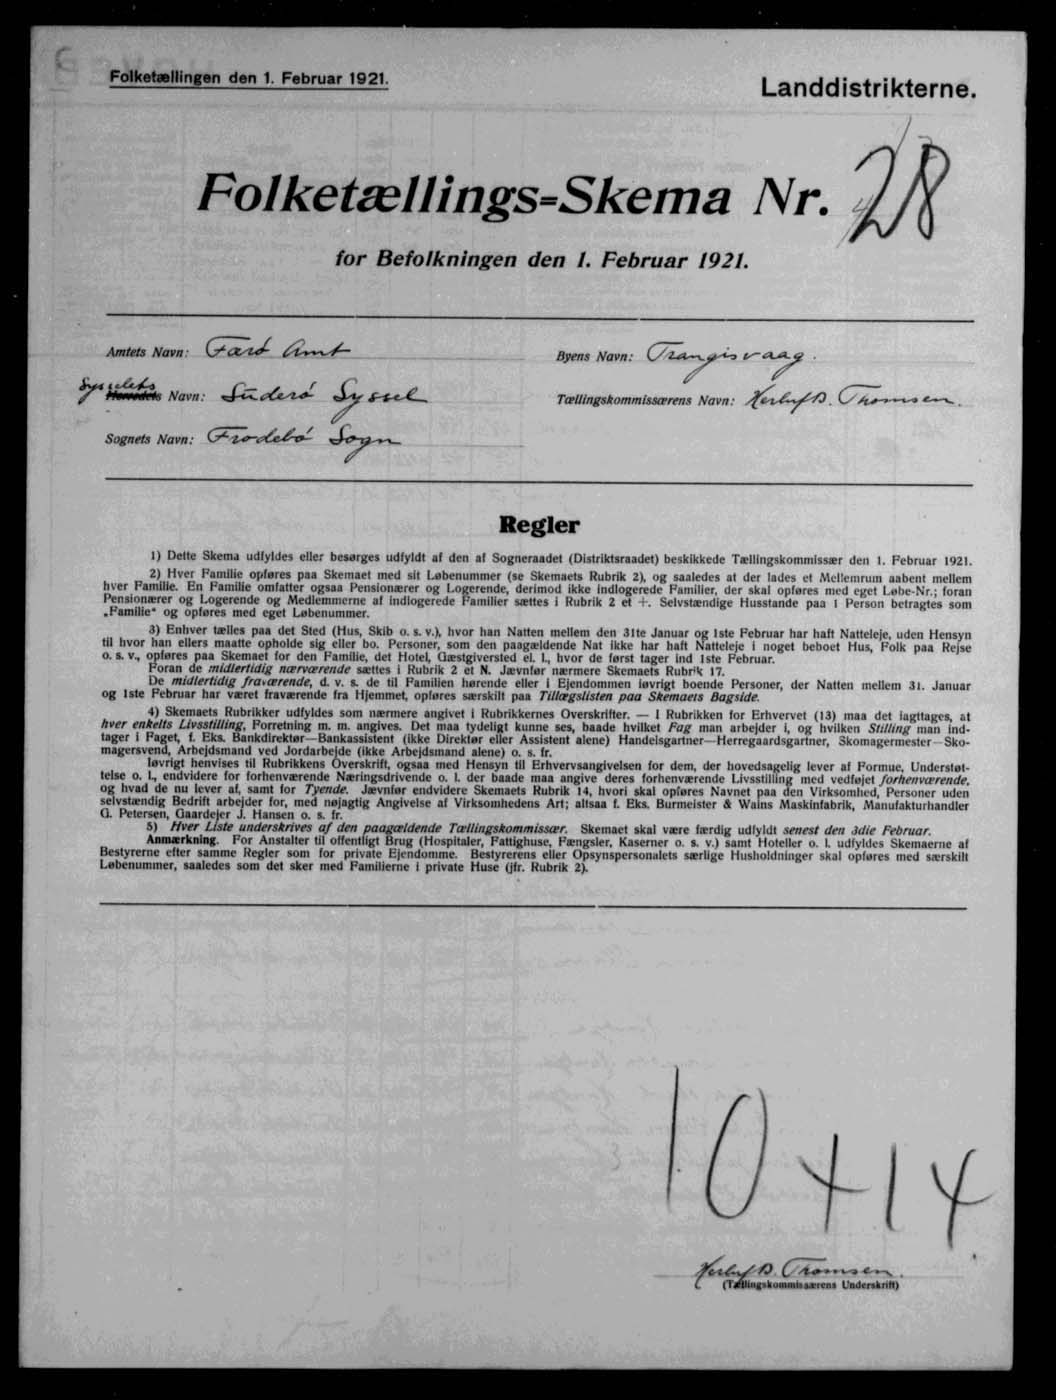 Folketællingen den 1. Februar 1921.
Landdistrikterne.
Folketællings=Skema Nr. 28
for Befolkningen den 1. Februar 1921.
Amtets Navn: Færö Amt
Byens Navn: Trangisvaag.
Syssclets Herredets Navn: Süderö Syssel
Tællingskommissærens Navn: Herluf D. Thomsen.
Sognets Navn: Frodebö Sogn
Regler
1) Dette Skema udfyldes eller besørges udfyldt af den af Sogneraadet (Distriktsraadet) beskikkede Tællingskommissær den 1. Februar 1921.
2) Hver Familie opføres paa Skemaet med sit Løbenummer (se Skemaets Rubrik 2), og saaledes at der lades et Mellemrum aabent mellem
hver Familie. En Familie omfatter ogsaa Pensionærer og Logerende, derimod ikke indlogerede Familier, der skal opføres med eget Løbe-Nr.; foran
Pensionærer og Logerende og Medlemmerne af indlogerede Familier sættes i Rubrik 2 et +. Selvstændige Husstande paa 1 Person betragtes som
„Familie“ og opføres med eget Løbenummer.
3) Enhver tælles paa det Sted (Hus, Skib o. s. v.), hvor han Natten mellem den 31te Januar og 1ste Februar har haft Natteleje, uden Hensyn
til hvor han ellers maatte opholde sig eller bo. Personer, som den paagældende Nat ikke har haft Natteleje i noget beboet Hus, Folk paa Rejse
o. s. v., opføres paa Skemaet for den Familie, det Hotel, Gæstgiversted el. l., hvor de først tager ind 1ste Februar.
Foran de midlertidig nærværende sættes i Rubrik 2 et N. Jævnfør nærmere Skemaets Rubrik 17.
De midlertidig fraværende, d. v. s. de til Familien hørende eller i Ejendommen iøvrigt boende Personer, der Natten mellem 31. Januar
og 1ste Februar har været fraværende fra Hjemmet, opføres særskilt paa Tillægslisten paa Skemaets Bagside.
4) Skemaets Rubrikker udfyldes som nærmere angivet i Rubrikkernes Overskrifter. — I Rubrikken for Erhvervet (13) maa det iagttages, at
hver enkelts Livsstilling, Forretning m. m. angives. Det maa tydeligt kunne ses, baade hvilket Fag man arbejder i, og hvilken Stilling man ind-
tager i Faget, f. Eks. Bankdirektør—Bankassistent (ikke Direktør eller Assistent alene) Handelsgartner—Herregaardsgartner, Skomagermester—Sko-
magersvend, Arbejdsmand ved Jordarbejde (ikke Arbejdsmand alene) o. s. fr.
Iøvrigt henvises til Rubrikkens Overskrift, ogsaa med Hensyn til Erhvervsangivelsen for dem, der hovedsagelig lever af Formue, Understøt-
telse o. l., endvidere for forhenværende Næringsdrivende o. l. der baade maa angive deres forhenværende Livsstilling med vedføjet forhenværende,
og hvad de nu lever af, samt for Tyende. Jævnfør endvidere Skemaets Rubrik 14, hvori skal opføres Navnet paa den Virksomhed, Personer uden
selvstændig Bedrift arbejder for, med nøjagtig Angivelse af Virksomhedens Art; altsaa f. Eks. Burmeister & Wains Maskinfabrik, Manufakturhandler
G. Petersen, Gaardejer J. Hansen o. s. fr.
5) Hver Liste underskrives af den paagældende Tællingskommissær. Skemaet skal være færdig udfyldt senest den 3die Februar.
Anmærkning. For Anstalter til offentligt Brug (Hospitaler, Fattighuse, Fængsler, Kaserner o. s. v.) samt Hoteller o. l. udfyldes Skemaerne af
Bestyrerne efter samme Regler som for private Ejendomme. Bestyrerens eller Opsynspersonalets særlige Husholdninger skal opføres med særskilt
Løbenummer, saaledes som det sker med Familierne i private Huse (jfr. Rubrik 2).
10 + 14
Herluf D. Thomsen.
(Tællingskommissærens Underskrift)